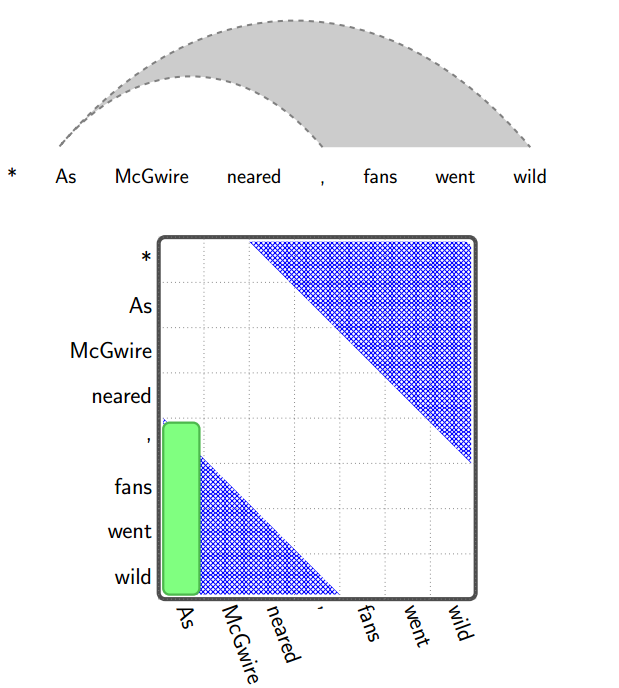 * As McGwire neared , fans went wild
*
As
McGwire
neared
,
fans
went
wild
As McGwire neared , fans went wild